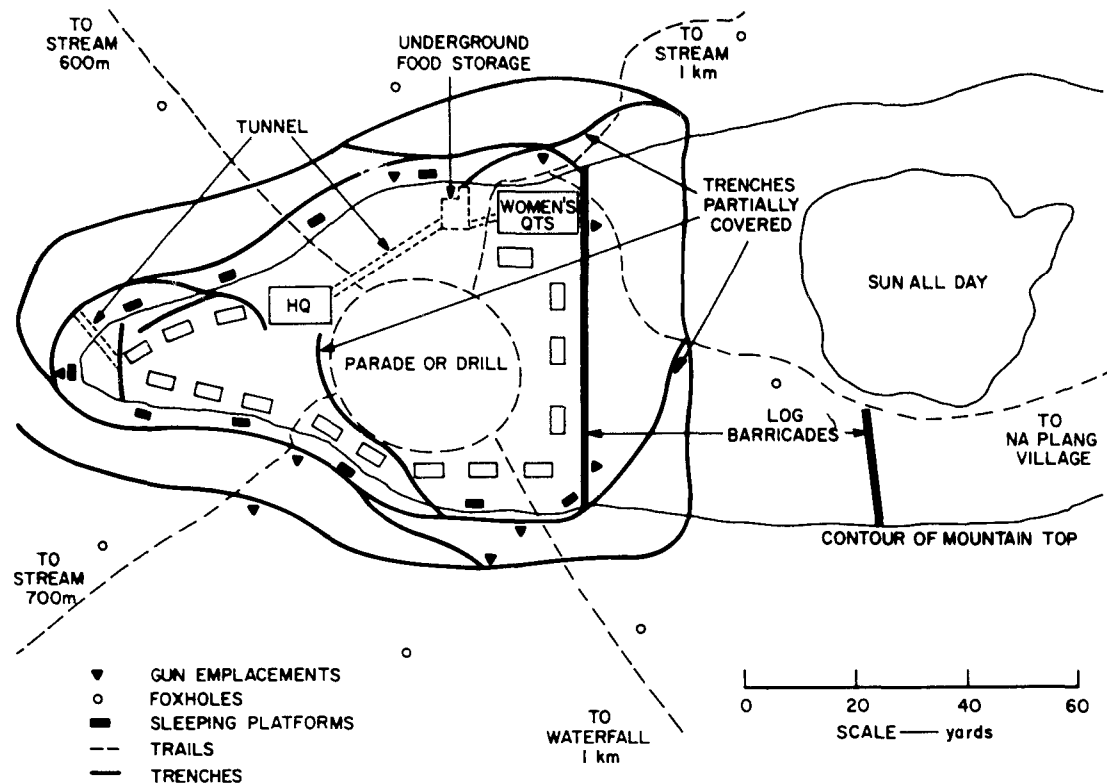 TO
STREAM
600m
UNDERGROUND
FOOD STORAGE
TO
STREAM
1 km
TUNNEL
TRENCHES
PARTIALLY
COVERED
WOMEN'S
QTS
SUN ALL DAY
HQ
PARADE OR DRILL
LOG
BARRICADES
TO
NA PLANG
VILLAGE
CONTOUR OF MOUNTAIN TOP
TO
STREAM
700m
GUN EMPLACEMENTS
FOXHOLES
SLEEPING PLATFORMS
TRAILS
TRENCHES
TO
WATERFALL
1 km
0 20 40 60
SCALE — yards